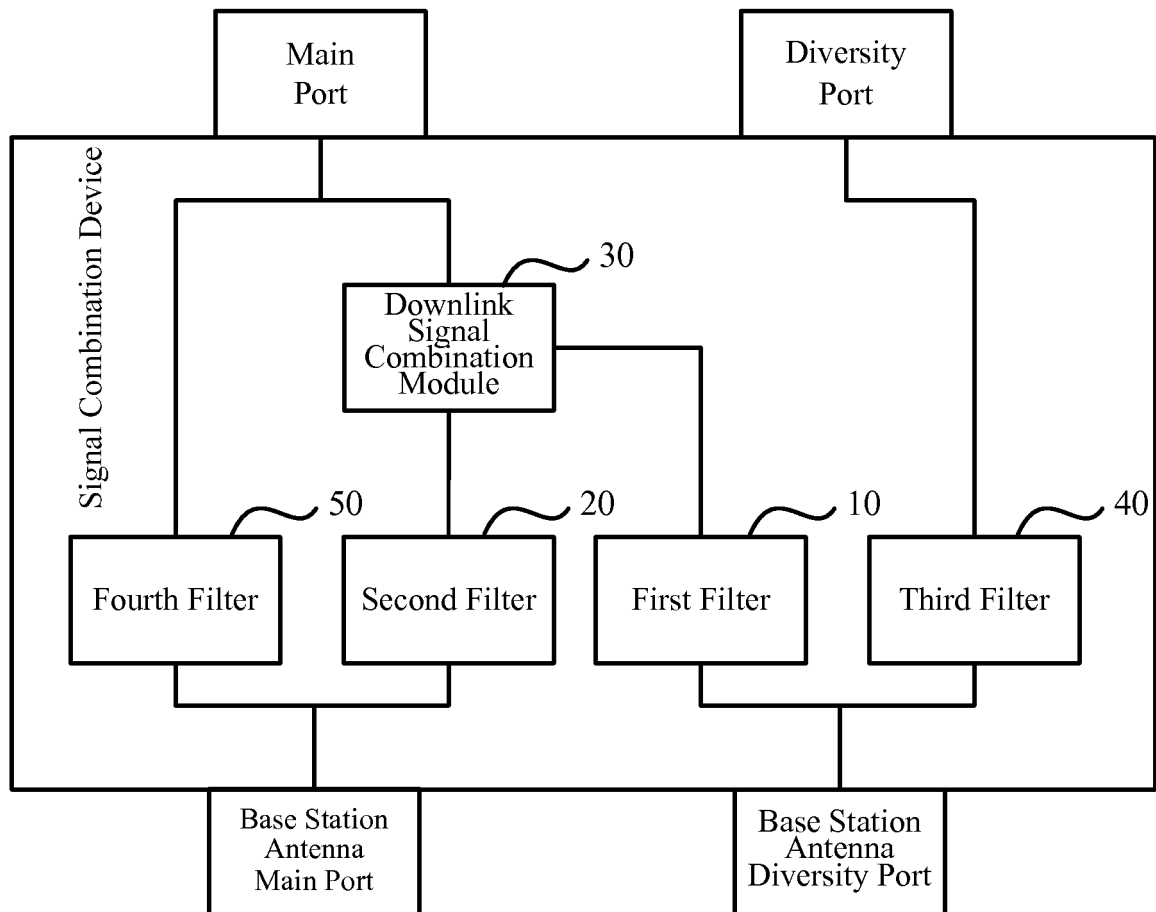 Main
Port
Diversity
Port
Signal Combination Device
30
Downlink
Signal
Combination
Module
50
20
10
40
Fourth Filter
Second Filter
First Filter
Third Filter
Base Station
Antenna
Main Port
Base Station
Antenna
Diversity Port